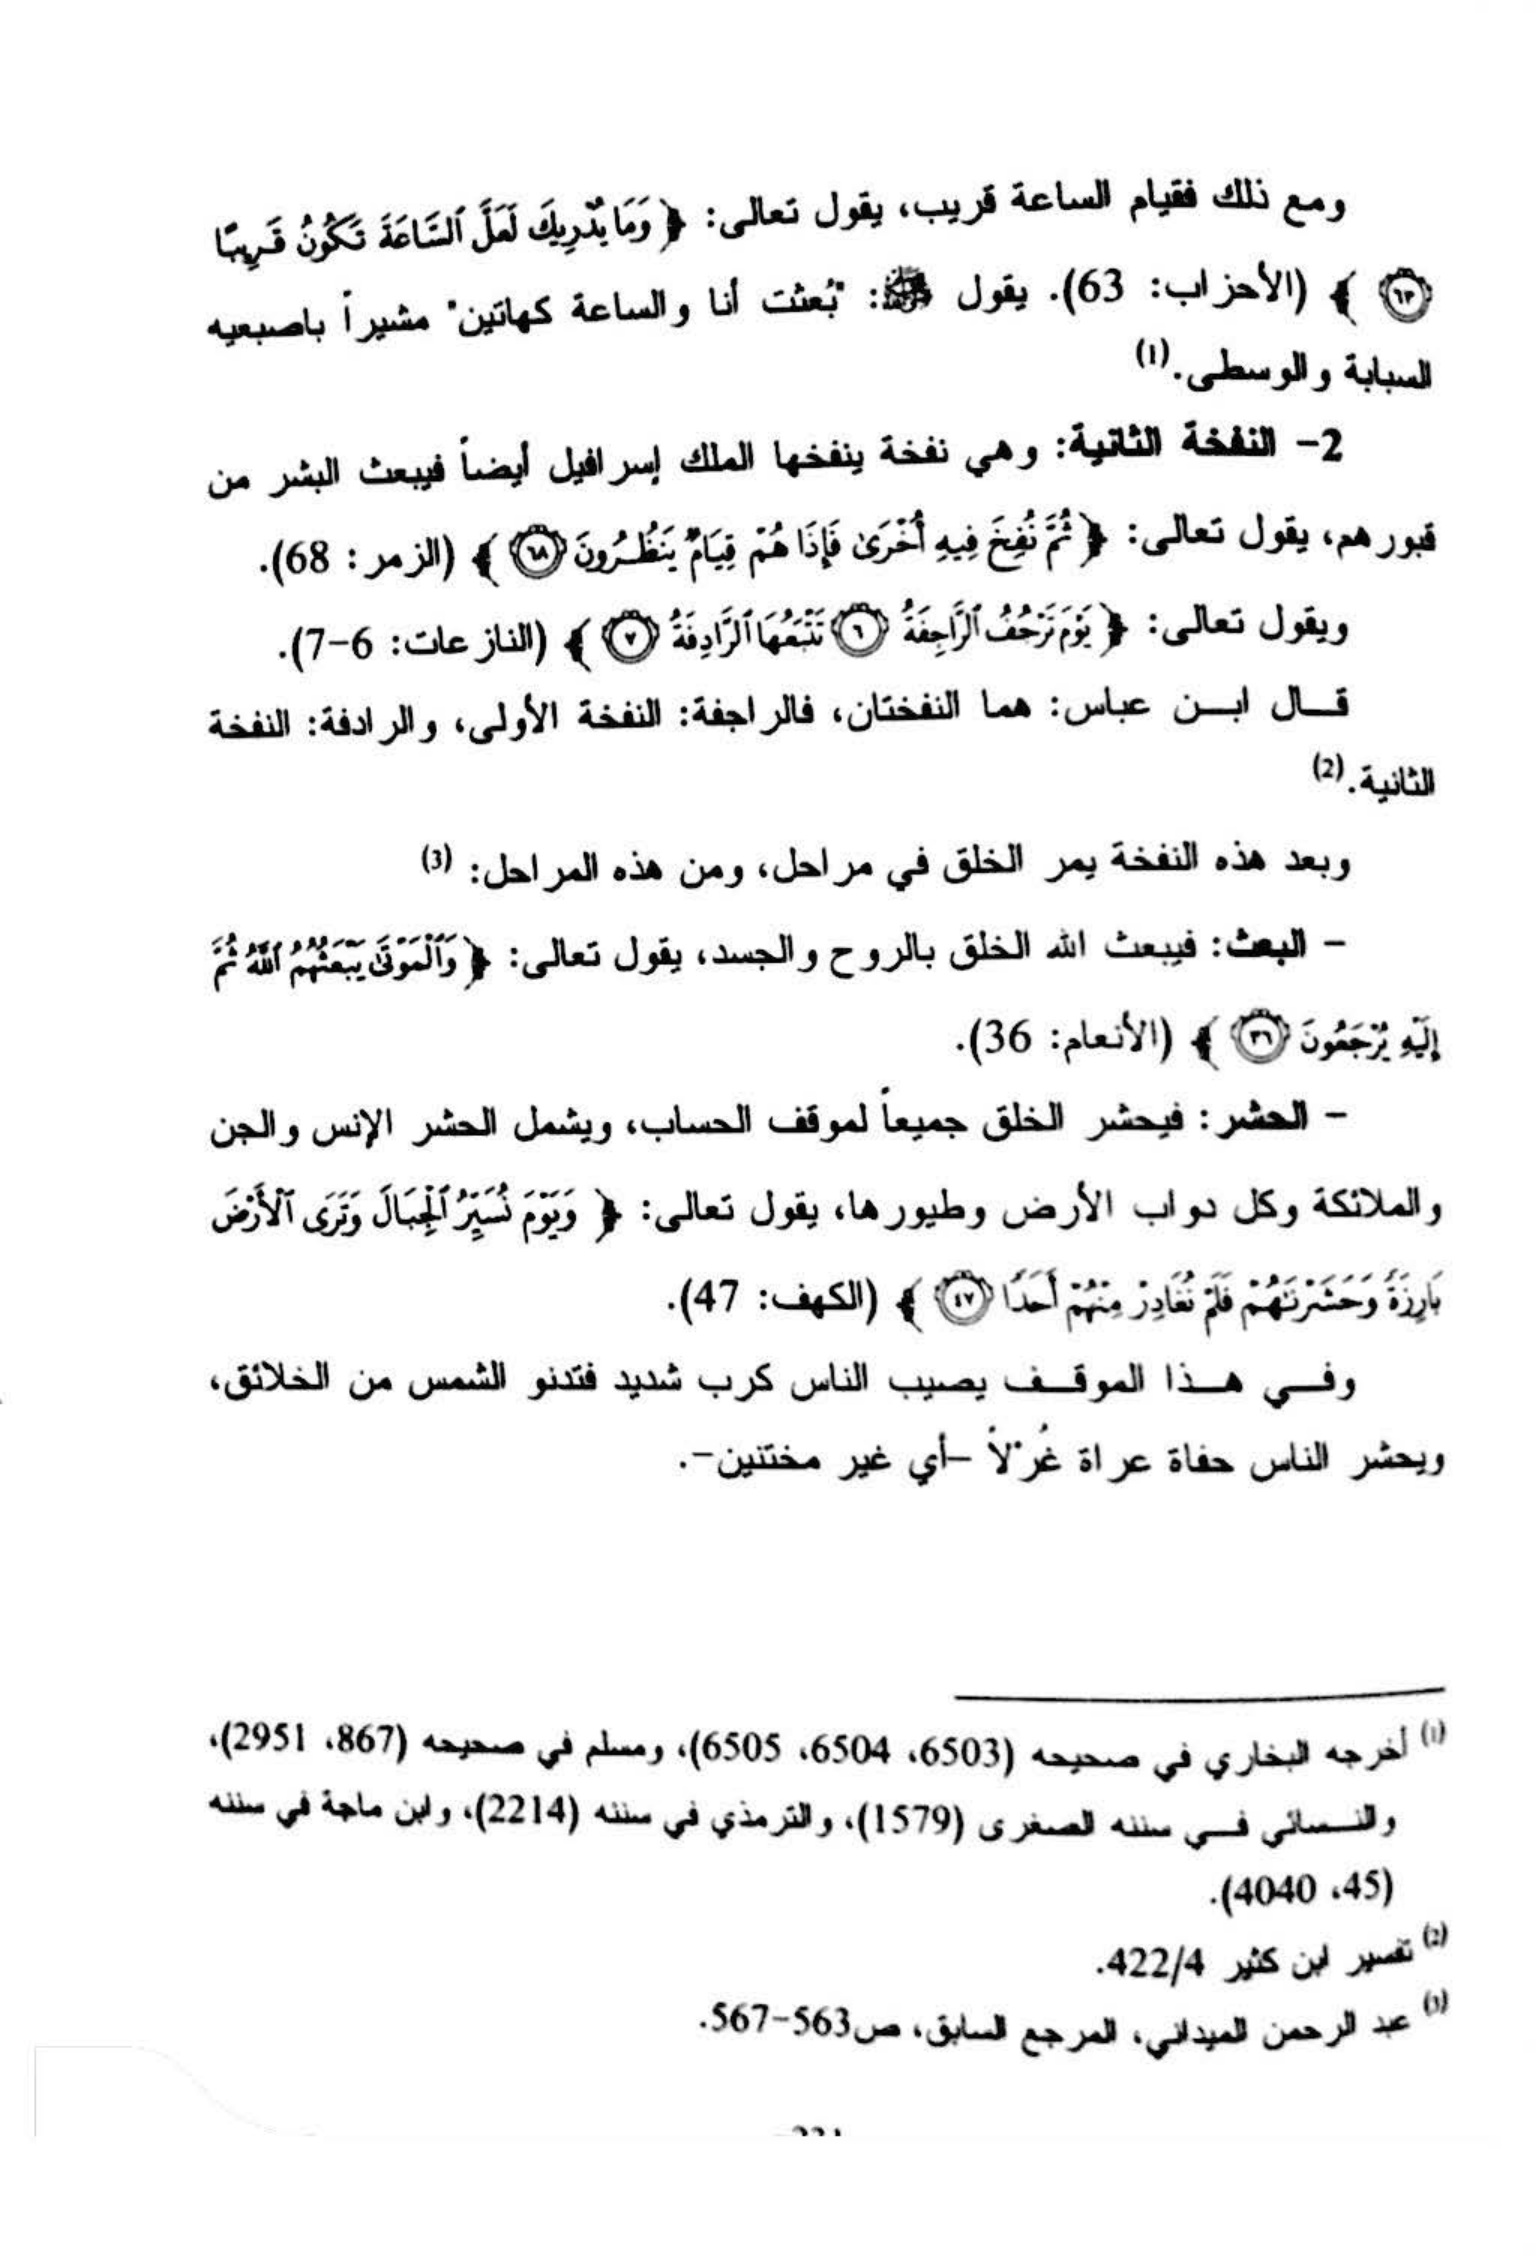 ومع ذلك فقيام الساعة قريب، يقول تعالى: ﴿ وَمَا يُدْرِيكَ لَعَلَّ ٱلسَّاعَةَ تَكُونُ قَرِيبًا
٦٣ ﴾ (الأحزاب: 63). يقول ﷺ: "بُعثت أنا والساعة كهاتين" مشيراً باصبعيه
السبابة والوسطى.(1)
2- النفخة الثانية: وهي نفخة ينفخها الملك إسرافيل أيضاً فيبعث البشر من
قبورهم، يقول تعالى: ﴿ ثُمَّ نُفِخَ فِيهِ أُخْرَىٰ فَإِذَا هُمْ قِيَامٌ يَنظُرُونَ ٦٨ ﴾ (الزمر: 68).
ويقول تعالى: ﴿ يَوْمَ تَرْجُفُ ٱلرَّاجِفَةُ ٦ تَتْبَعُهَا ٱلرَّادِفَةُ ٧ ﴾ (النازعات: 6-7).
قال ابن عباس: هما النفختان، فالراجفة: النفخة الأولى، والرادفة: النفخة
الثانية.(2)
وبعد هذه النفخة يمر الخلق في مراحل، ومن هذه المراحل: (3)
- البعث: فيبعث الله الخلق بالروح والجسد، يقول تعالى: ﴿ وَٱلْمَوْتَىٰ يَبْعَثُهُمُ ٱللَّهُ ثُمَّ
إِلَيْهِ يُرْجَعُونَ ٣٦ ﴾ (الأنعام: 36).
- الحشر: فيحشر الخلق جميعاً لموقف الحساب، ويشمل الحشر الإنس والجن
والملائكة وكل دواب الأرض وطيورها، يقول تعالى: ﴿ وَيَوْمَ نُسَيِّرُ ٱلْجِبَالَ وَتَرَى ٱلْأَرْضَ
بَارِزَةً وَحَشَرْنَـٰهُمْ فَلَمْ نُغَادِرْ مِنْهُمْ أَحَدًا ٤٧ ﴾ (الكهف: 47).
وفي هذا الموقف يصيب الناس كرب شديد فتدنو الشمس من الخلائق،
ويحشر الناس حفاة عراة غُرْلاً -أي غير مختتنين-.
(1) أخرجه البخاري في صحيحه (6503، 6504، 6505)، ومسلم في صحيحه (867، 2951)،
والنسائي في سننه الصغرى (1579)، والترمذي في سننه (2214)، وابن ماجة في سننه
(45، 4040).
(2) تفسير ابن كثير 422/4.
(3) عبد الرحمن الميداني، المرجع السابق، ص563-567.